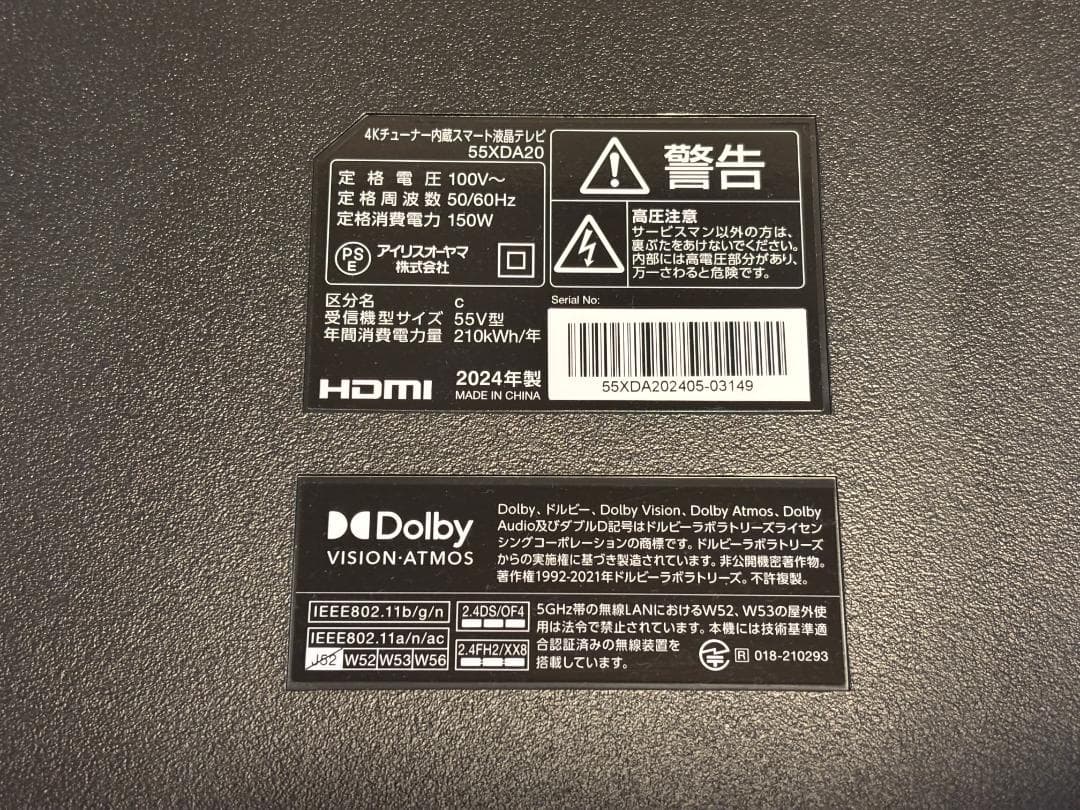 4Kチューナー内蔵スマート液晶テレビ
55XDA20
定格電圧 100V～
定格周波数 50/60Hz
定格消費電力 150W
PS
E
アイリスオーヤマ
株式会社
区分名 c
受信機型サイズ 55V型
年間消費電力量 210kWh/年
HDMI
2024年製
MADE IN CHINA
警告
高圧注意
サービスマン以外の方は、
裏ぶたをあけないでください。
内部には高電圧部分があり、
万一さわると危険です。
Serial No:
55XDA202405-03149
Dolby
VISION·ATMOS
Dolby、ドルビー、Dolby Vision、Dolby Atmos、Dolby
Audio及びダブルD記号はドルビーラボラトリーズライセン
シングコーポレーションの商標です。ドルビーラボラトリーズ
からの実施権に基づき製造されています。非公開機密著作物。
著作権1992-2021年ドルビーラボラトリーズ。不許複製。
IEEE802.11b/g/n
IEEE802.11a/n/ac
J52 W52 W53 W56
2.4DS/OF4
2.4FH2/XX8
5GHz帯の無線LANにおけるW52、W53の屋外使
用は法令で禁止されています。本機には技術基準適
合認証済みの無線装置を
搭載しています。
R 018-210293